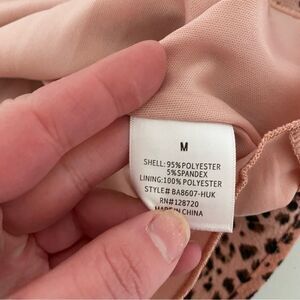 M
SHELL: 95% POLYESTER
5% SPANDEX
LINING: 100% POLYESTER
STYLE# BA8607-HUK
RN#128720
MADE IN CHINA